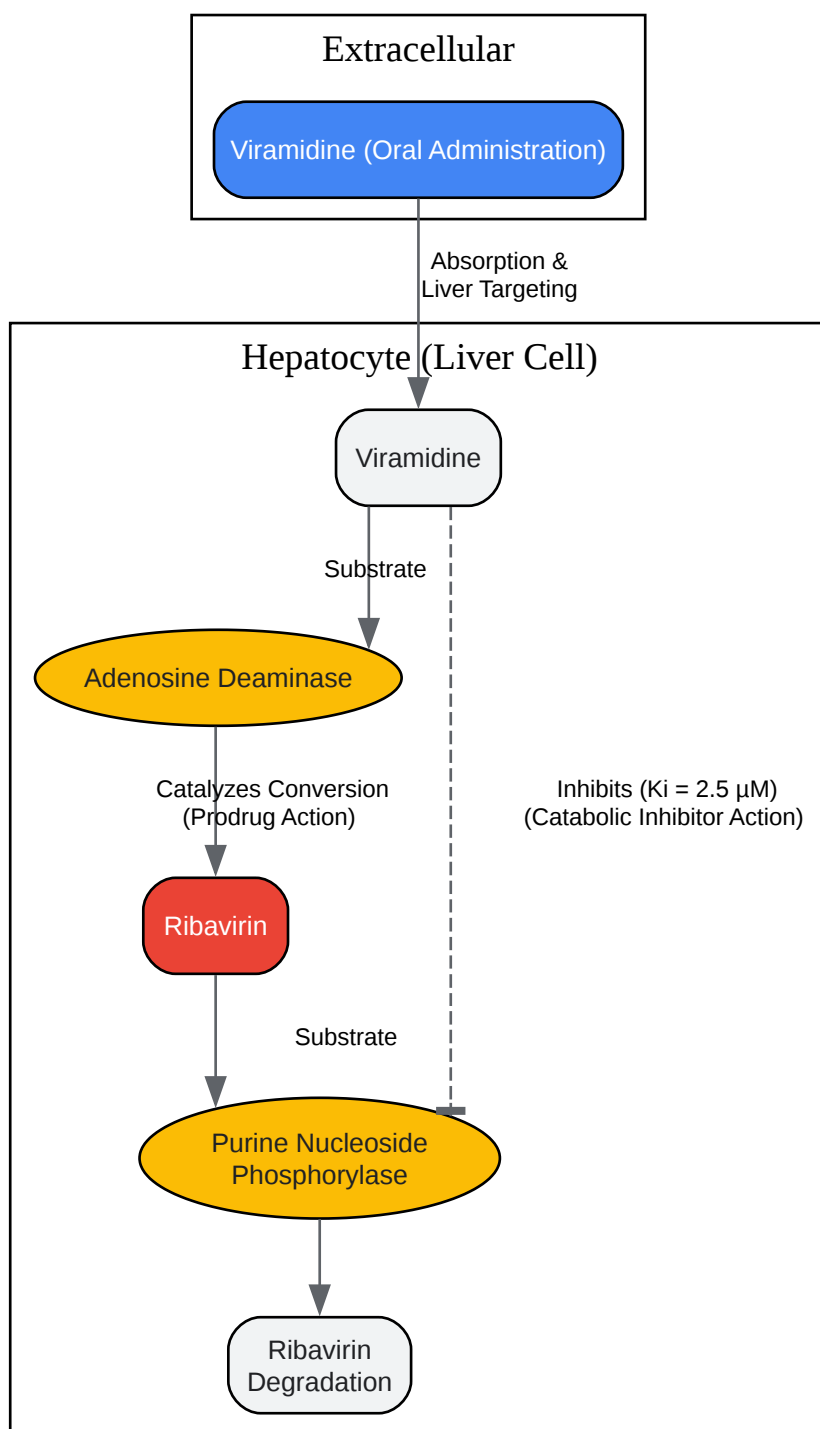 Extracellular
Viramidine (Oral Administration)
Absorption &
Liver Targeting
Hepatocyte (Liver Cell)
Viramidine
Substrate
Adenosine Deaminase
Catalyzes Conversion
(Prodrug Action)
Inhibits (Ki = 2.5 µM)
(Catabolic Inhibitor Action)
Ribavirin
Substrate
Purine Nucleoside
Phosphorylase
Ribavirin
Degradation